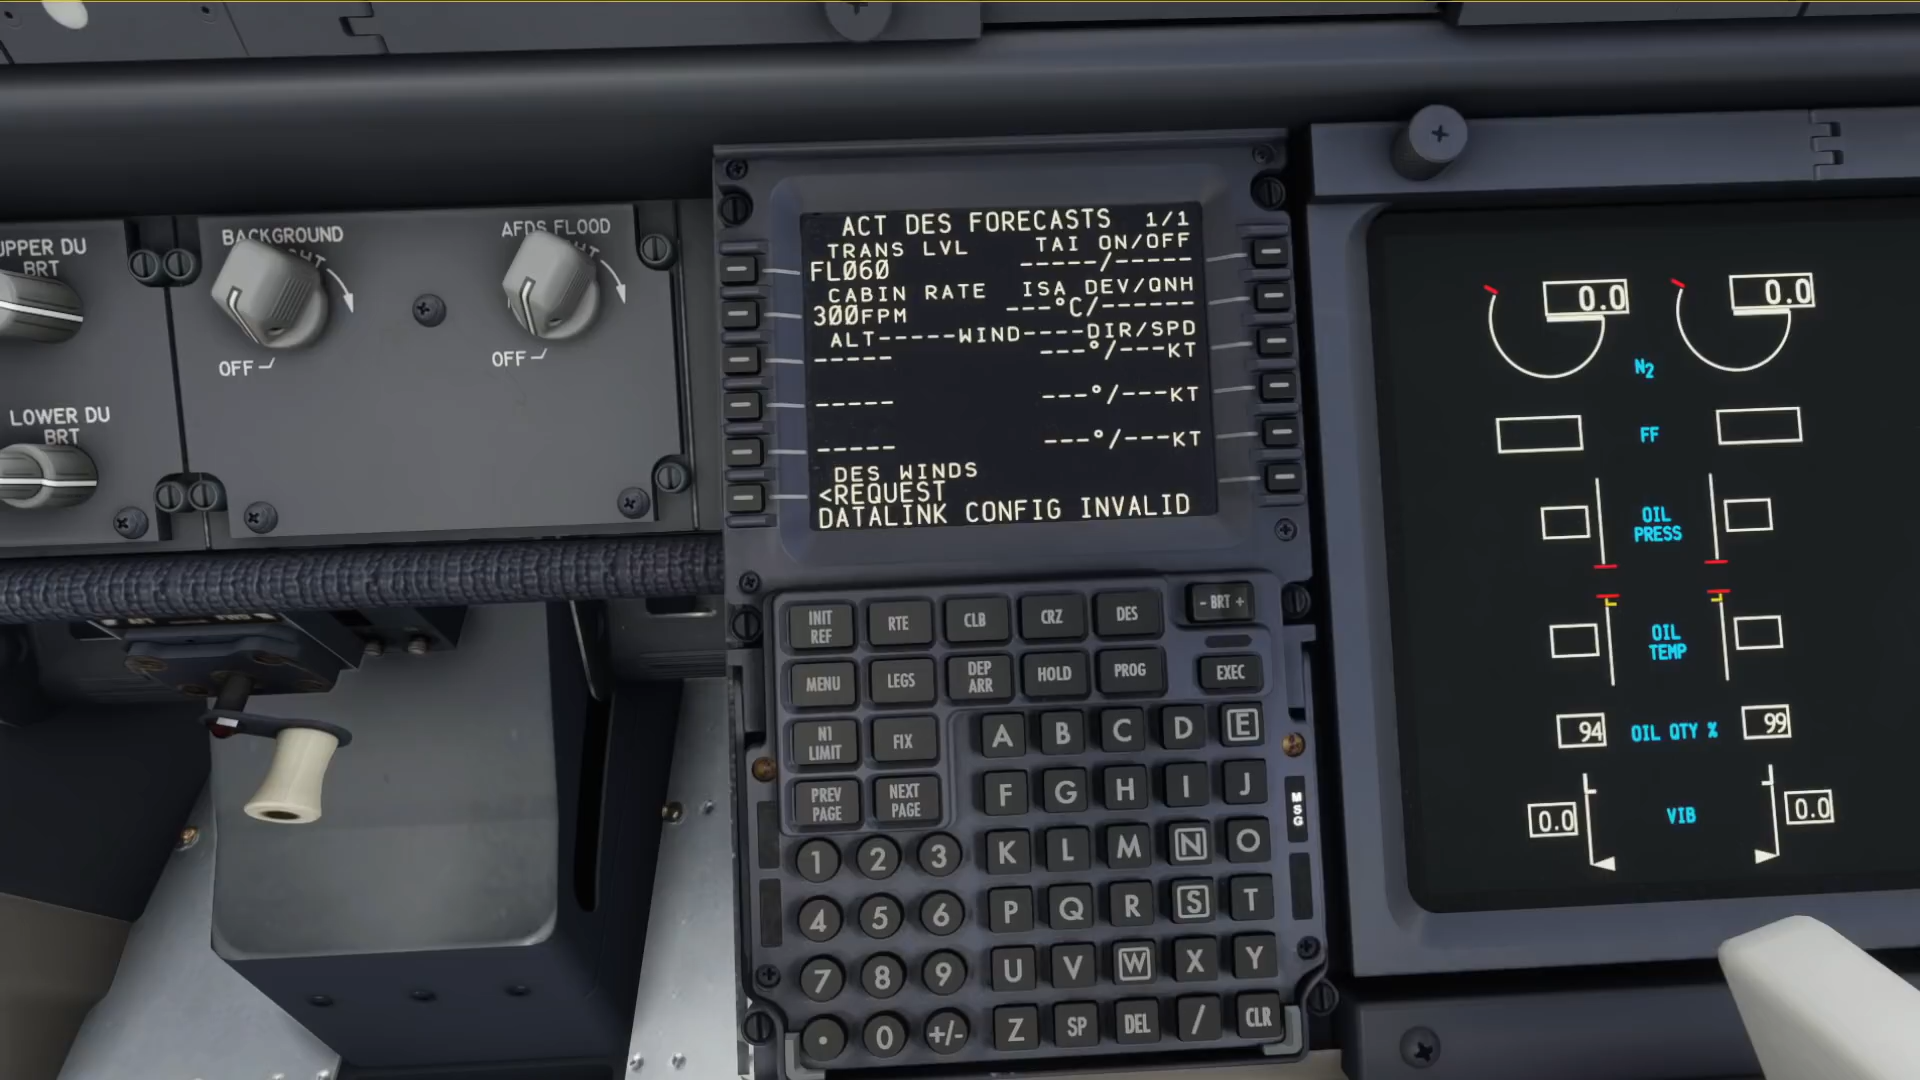 UPPER DU
BRT
BACKGROUND
OFF
AFDS FLOOD
OFF
LOWER DU
BRT
ACT DES FORECASTS 1/1
TRANS LVL TAI ON/OFF
FL060 -----/-----
CABIN RATE ISA DEV/QNH
300FPM ---°C/------
ALT-----WIND----DIR/SPD
----- ---°/---KT
----- ---°/---KT
----- ---°/---KT
DES WINDS
<REQUEST
DATALINK CONFIG INVALID
INIT
REF
RTE
CLB
CRZ
DES
- BRT +
MENU
LEGS
DEP
ARR
HOLD
PROG
EXEC
N1
LIMIT
FIX
PREV
PAGE
NEXT
PAGE
A B C D E
F G H I J
K L M N O
P Q R S T
U V W X Y
Z SP DEL / CLR
1 2 3
4 5 6
7 8 9
. 0 +/-
MSG
0.0 0.0
N2
FF
OIL
PRESS
OIL
TEMP
94 OIL QTY % 99
0.0 VIB 0.0